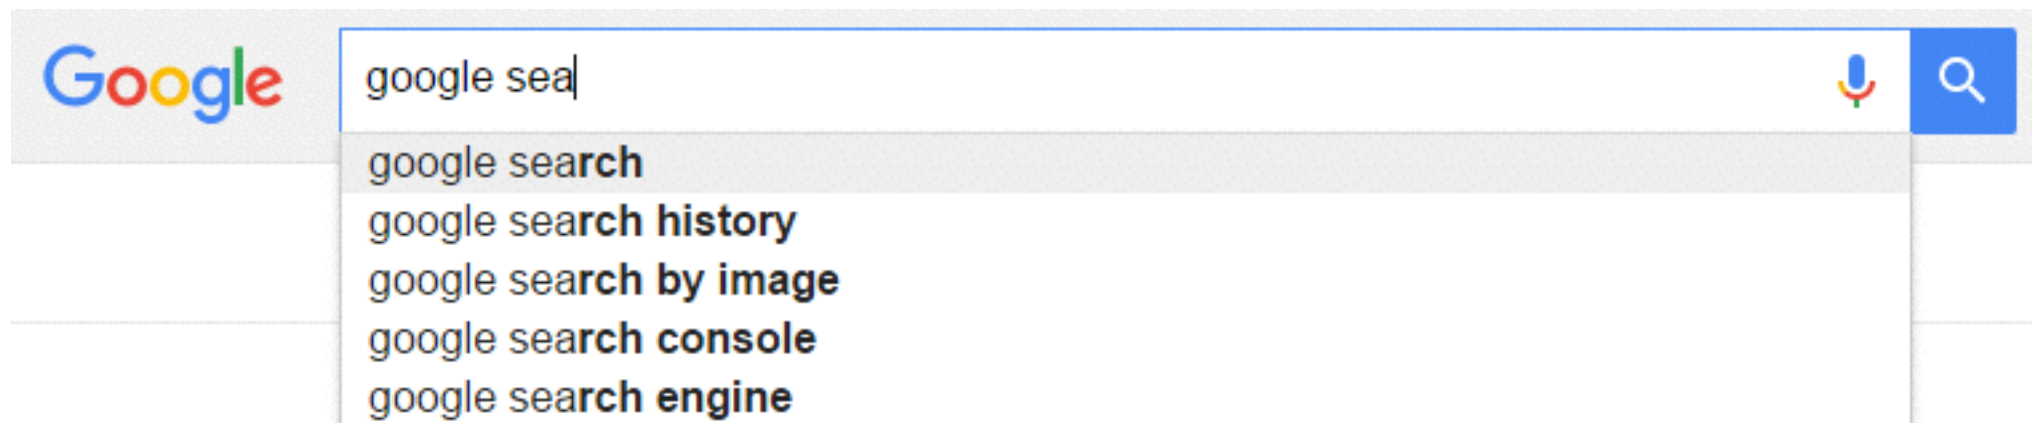 Google
google sea
google search
google search history
google search by image
google search console
google search engine